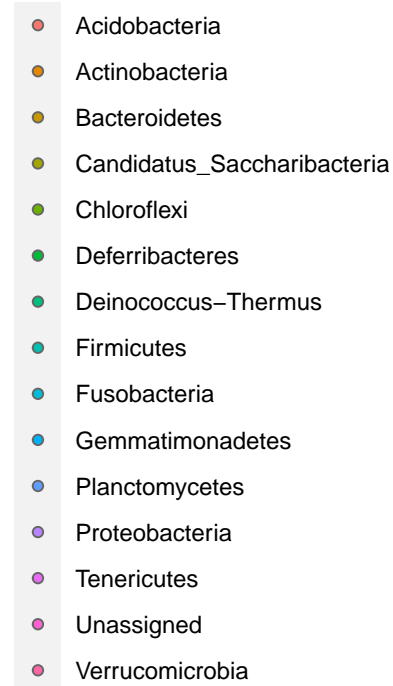 Acidobacteria
Actinobacteria
Bacteroidetes
Candidatus_Saccharibacteria
Chloroflexi
Deferribacteres
Deinococcus−Thermus
Firmicutes
Fusobacteria
Gemmatimonadetes
Planctomycetes
Proteobacteria
Tenericutes
Unassigned
Verrucomicrobia